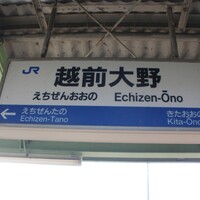 JR 越前大野
えちぜんおおの Echizen-Ōno
えちぜんたの きたおおの
Echizen-Tano Kita-Ōno